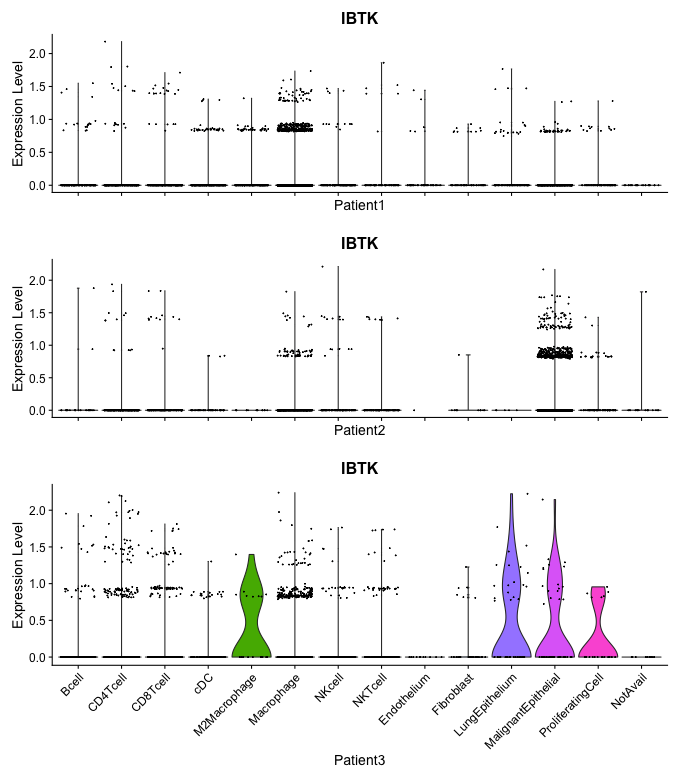 IBTK
Expression Level
2.0
1.5
1.0
0.5
0.0
Patient1
IBTK
Expression Level
2.0
1.5
1.0
0.5
0.0
Patient2
IBTK
Expression Level
2.0
1.5
1.0
0.5
0.0
Bcell
CD4Tcell
CD8Tcell
cDC
M2Macrophage
Macrophage
NKcell
NKTcell
Endothelium
Fibroblast
LungEpithelium
MalignantEpithelial
ProliferatingCell
NotAvail
Patient3